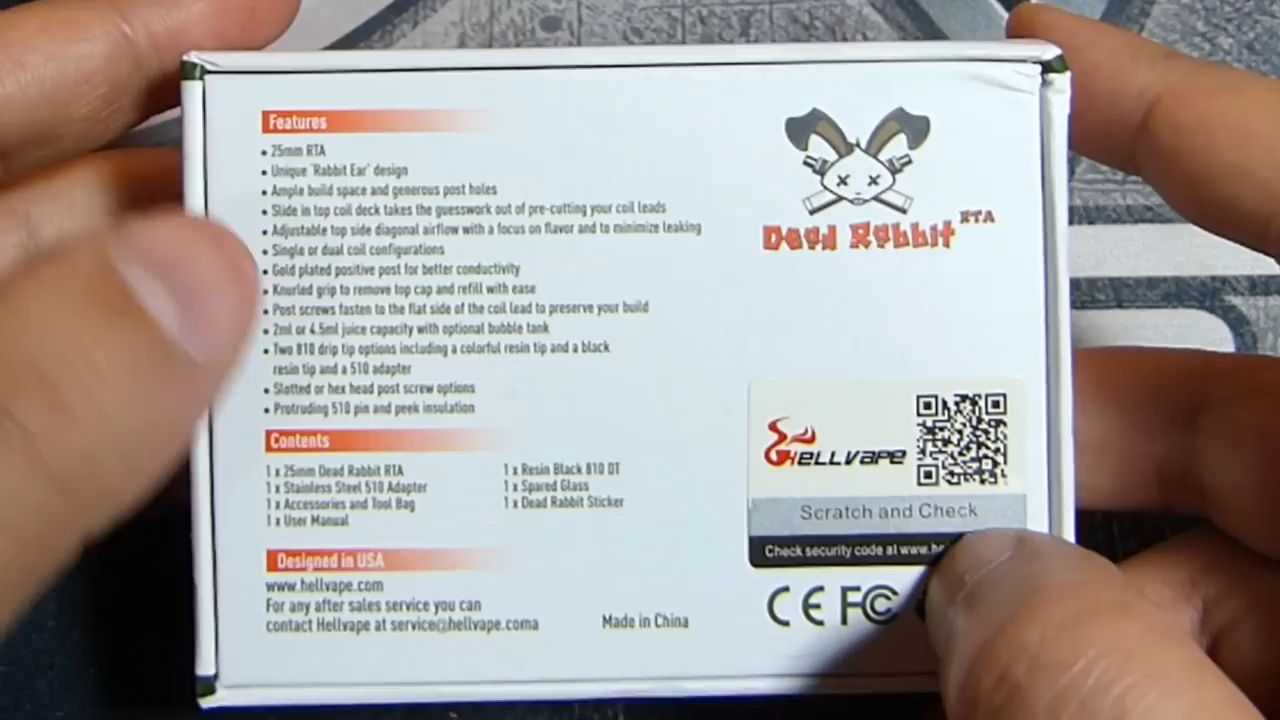 Features
• 25mm RTA
• Unique 'Rabbit Ear' design
• Ample build space and generous post holes
• Slide in top coil deck takes the guesswork out of pre-cutting your coil leads
• Adjustable top side diagonal airflow with a focus on flavor and to minimize leaking
• Single or dual coil configurations
• Gold plated positive post for better conductivity
• Knurled grip to remove top cap and refill with ease
• Post screws fasten to the flat side of the coil lead to preserve your build
• 2ml or 4.5ml juice capacity with optional bubble tank
• Two 810 drip tip options including a colorful resin tip and a black
resin tip and a 510 adapter
• Slotted or hex head post screw options
• Protruding 510 pin and peek insulation
Contents
1 x 25mm Dead Rabbit RTA
1 x Stainless Steel 510 Adapter
1 x Accessories and Tool Bag
1 x User Manual
1 x Resin Black 810 DT
1 x Spared Glass
1 x Dead Rabbit Sticker
Designed in USA
www.hellvape.com
For any after sales service you can
contact Hellvape at service@hellvape.coma
Made in China
Dead Rabbit RTA
HELLVAPE
Scratch and Check
Check security code at www.he
CE FC